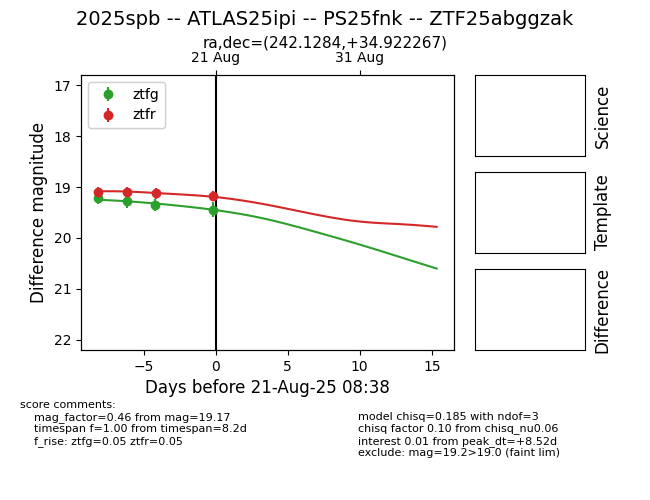 2025spb -- ATLAS25ipi -- PS25fnk -- ZTF25abggzak
ra,dec=(242.1284,+34.922267)
21 Aug
31 Aug
ztfg
ztfr
17
18
19
20
21
22
Difference magnitude
−5
0
5
10
15
Days before 21-Aug-25 08:38
Science
Template
Difference
score comments:
mag_factor=0.46 from mag=19.17
timespan f=1.00 from timespan=8.2d
f_rise: ztfg=0.05 ztfr=0.05
model chisq=0.185 with ndof=3
chisq factor 0.10 from chisq_nu0.06
interest 0.01 from peak_dt=+8.52d
exclude: mag=19.2>19.0 (faint lim)